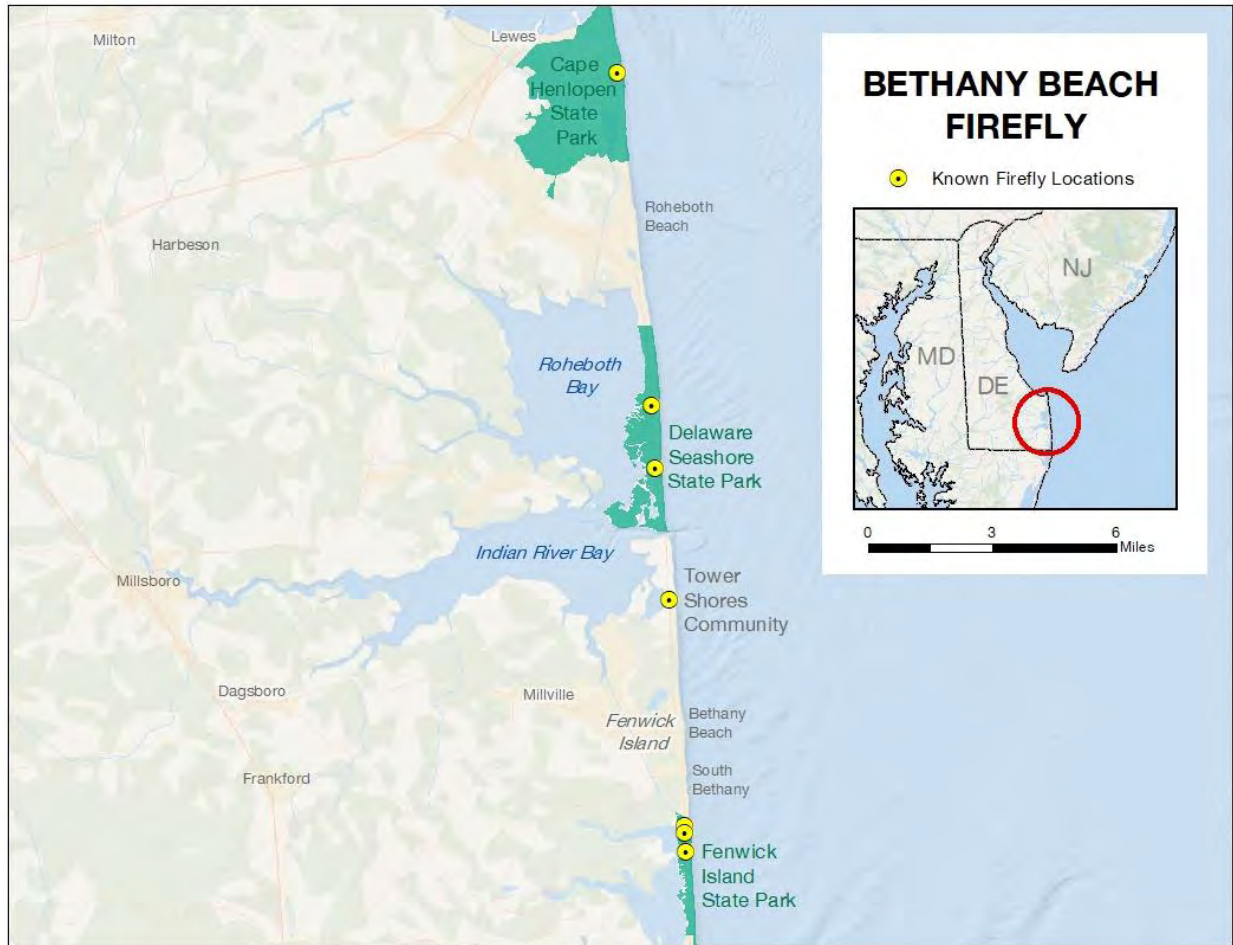 Milton
Lewes
Cape
Henlopen
State
Park
Roheboth
Beach
Harbeson
Roheboth
Bay
Delaware
Seashore
State Park
Indian River Bay
Millsboro
Tower
Shores
Community
Dagsboro
Millville
Fenwick
Island
Bethany
Beach
South
Bethany
Frankford
Fenwick
Island
State Park
BETHANY BEACH
FIREFLY
Known Firefly Locations
NJ
MD
DE
0 3 6
Miles